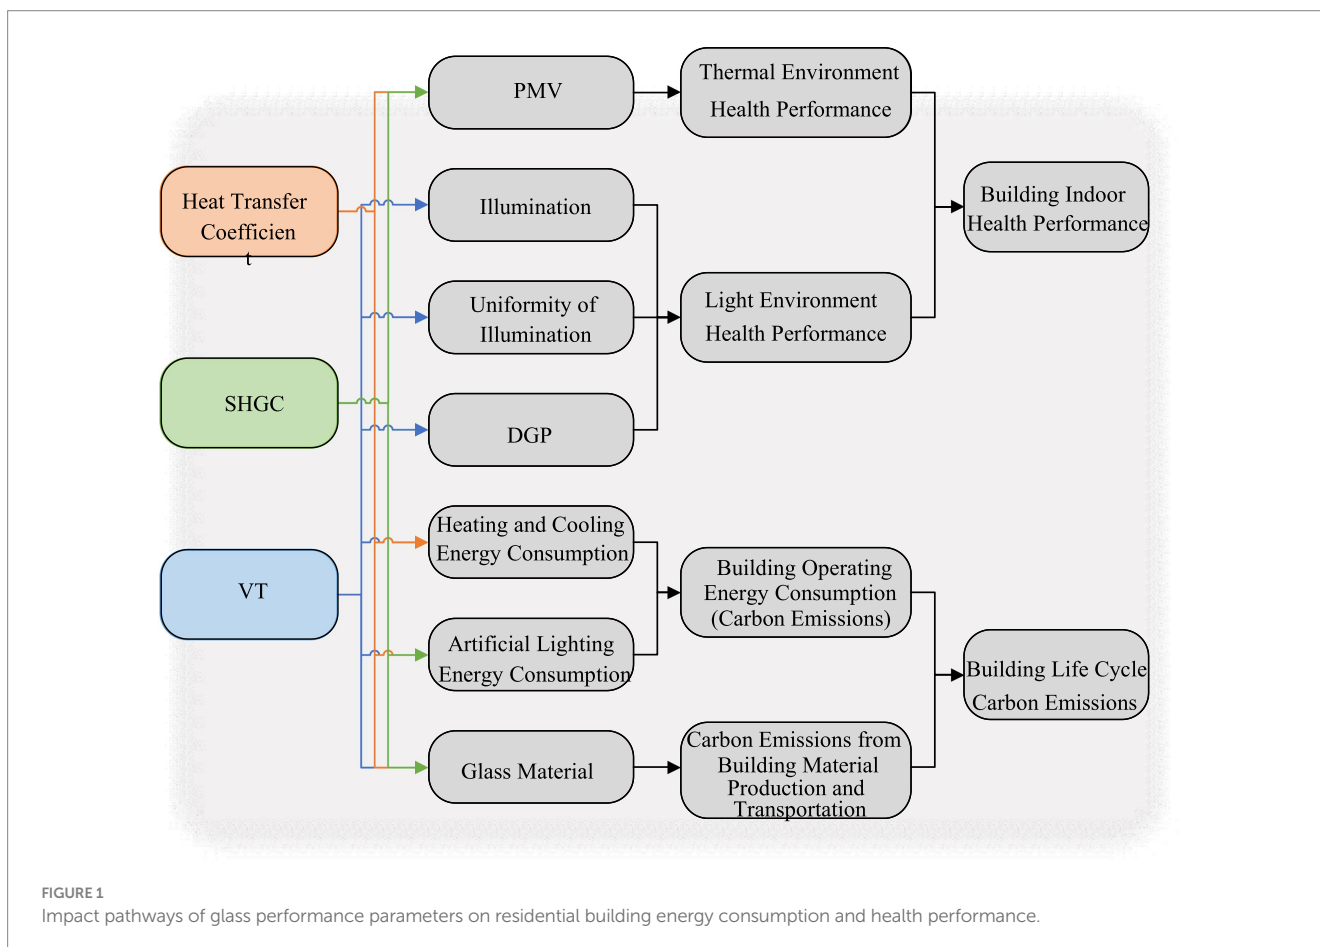 PMV
Thermal Environment
Health Performance
Heat Transfer
Coefficien
t
Illumination
Building Indoor
Health Performance
Uniformity of
Illumination
Light Environment
Health Performance
SHGC
DGP
Heating and Cooling
Energy Consumption
VT
Building Operating
Energy Consumption
(Carbon Emissions)
Artificial Lighting
Energy Consumption
Building Life Cycle
Carbon Emissions
Glass Material
Carbon Emissions from
Building Material
Production and
Transportation
FIGURE 1
Impact pathways of glass performance parameters on residential building energy consumption and health performance.